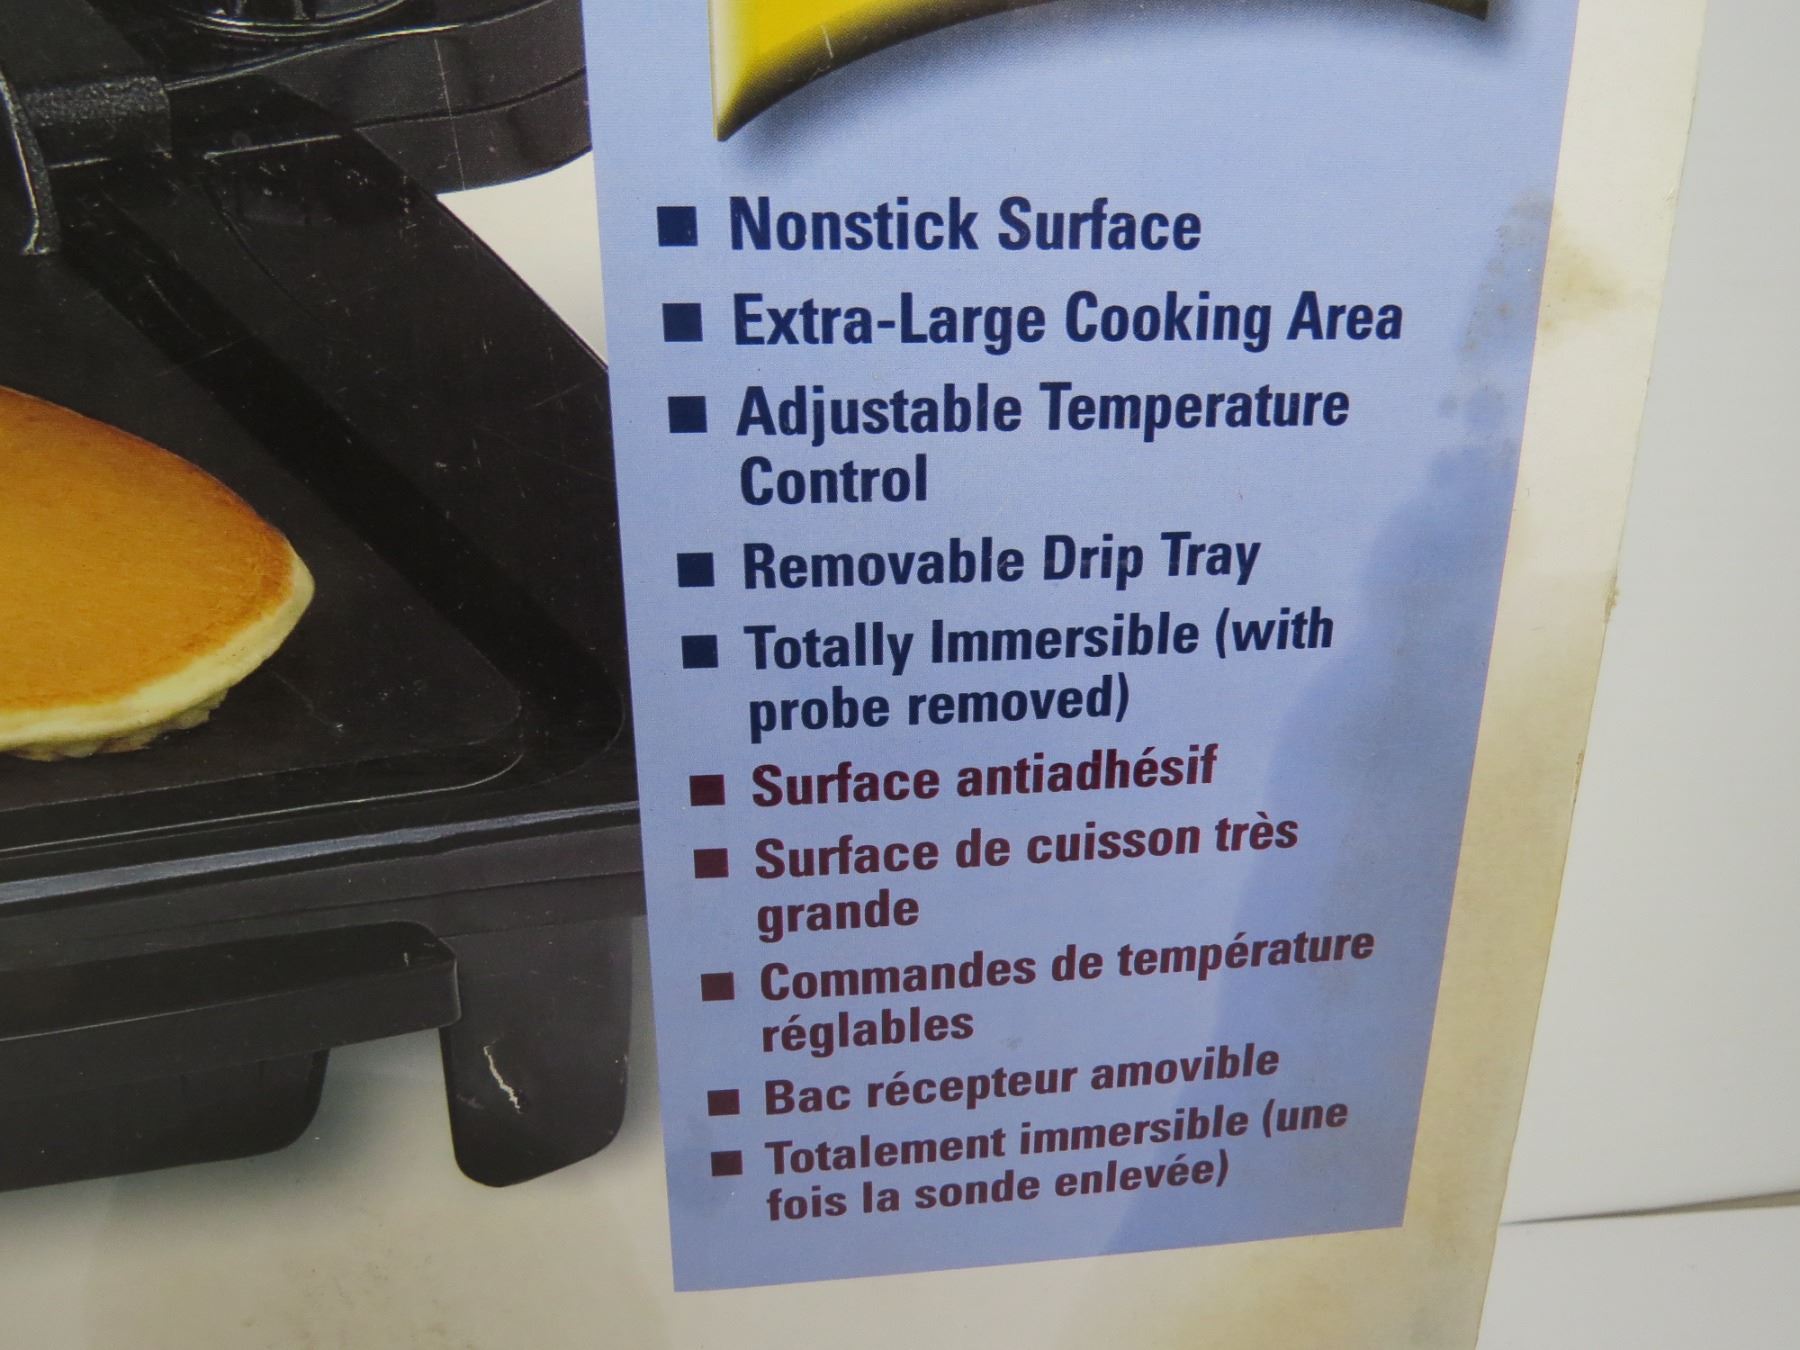 Nonstick Surface
Extra-Large Cooking Area
Adjustable Temperature
Control
Removable Drip Tray
Totally Immersible (with
probe removed)
Surface antiadhésif
Surface de cuisson très
grande
Commandes de température
réglables
Bac récepteur amovible
Totalement immersible (une
fois la sonde enlevée)